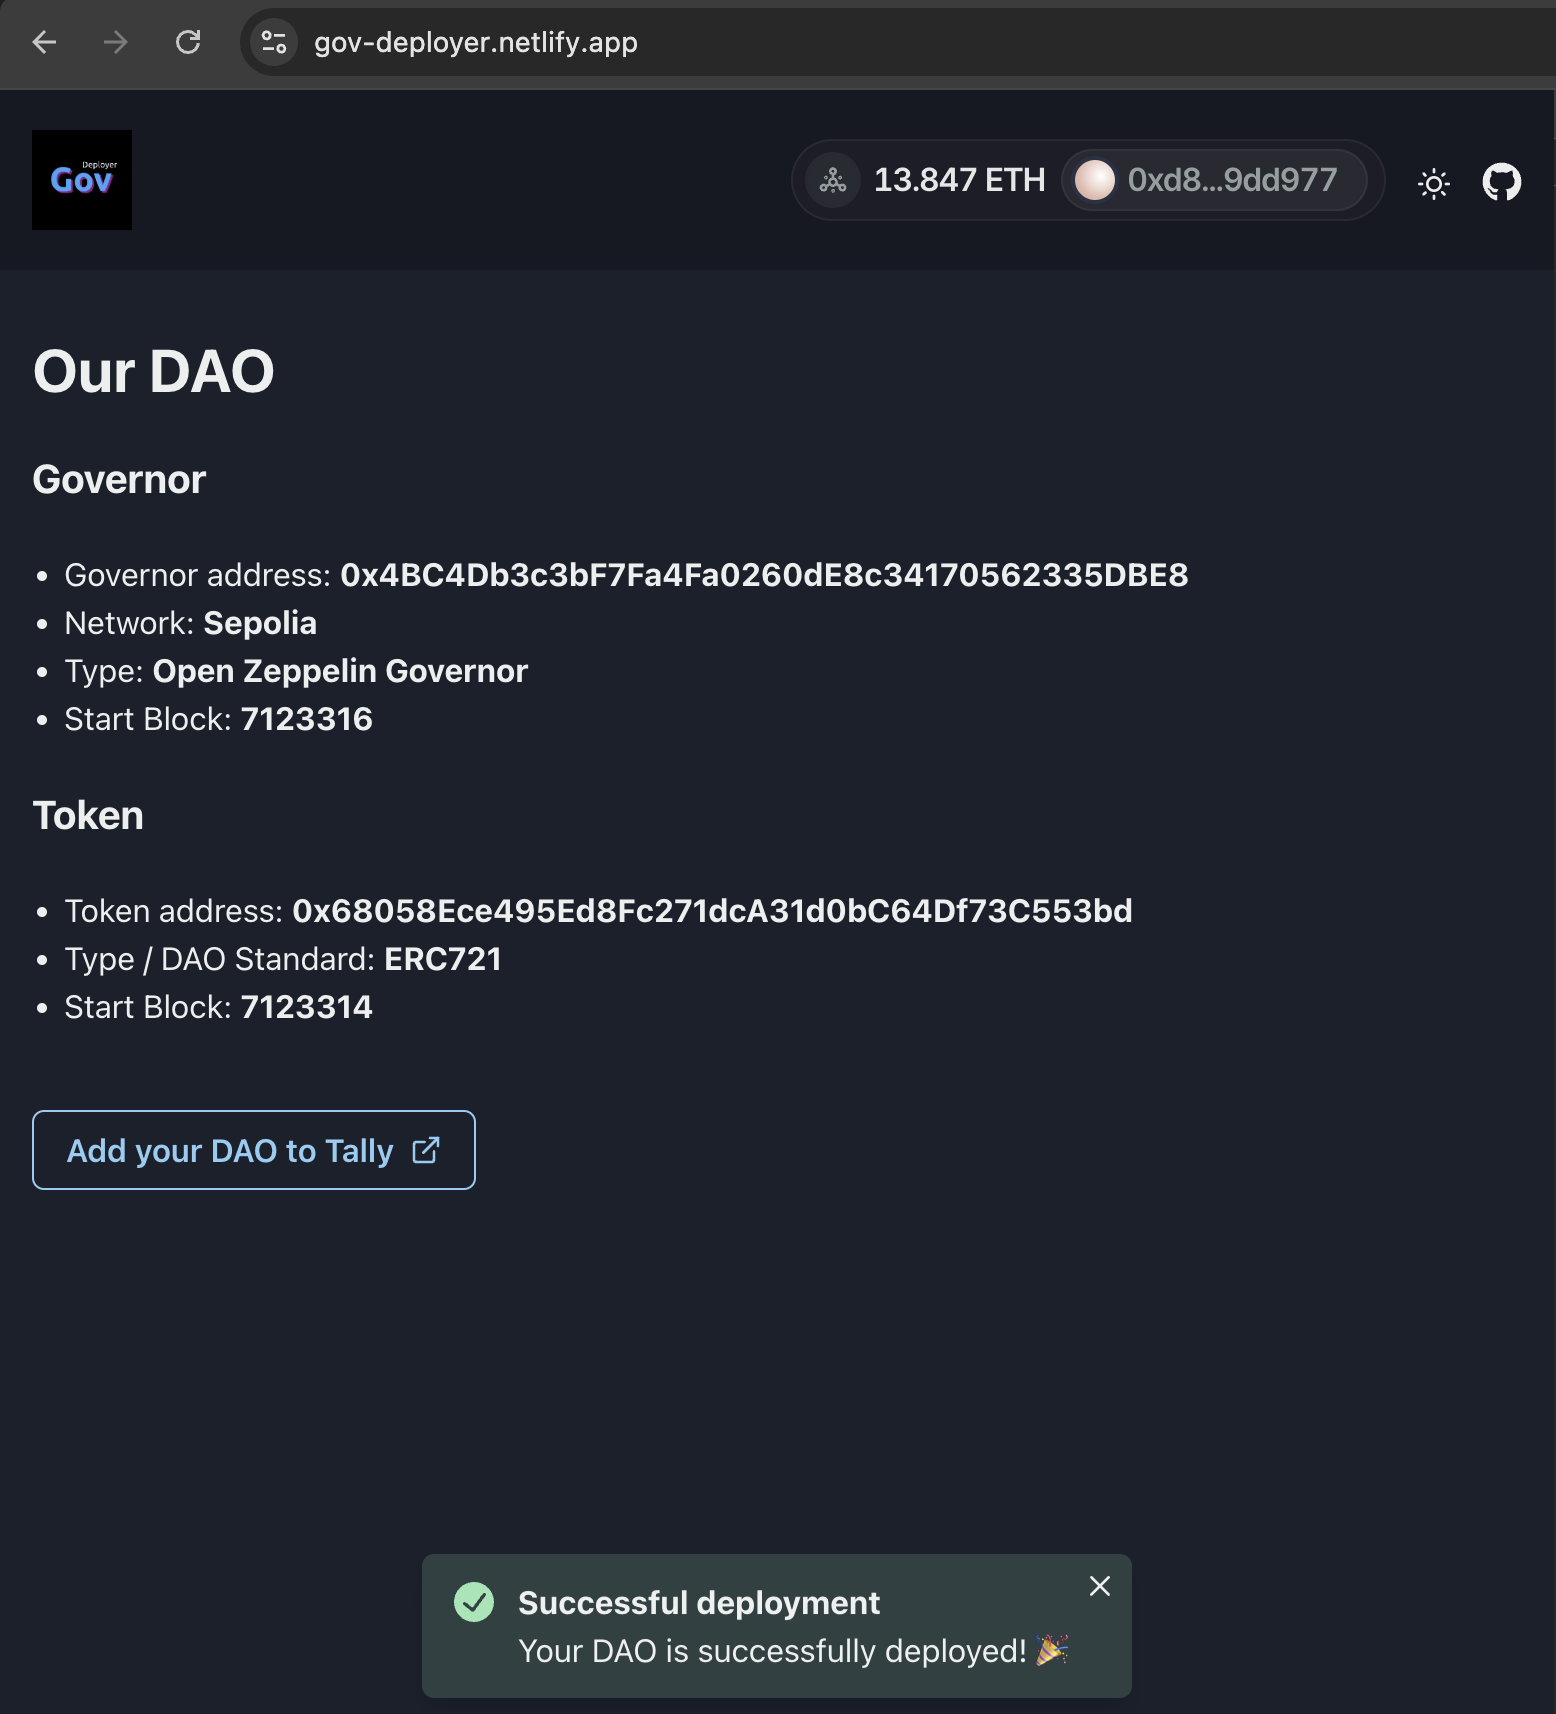 gov-deployer.netlify.app
Deployer
Gov
13.847 ETH
0xd8...9dd977
Our DAO
Governor
• Governor address: 0x4BC4Db3c3bF7Fa4Fa0260dE8c34170562335DBE8
• Network: Sepolia
• Type: Open Zeppelin Governor
• Start Block: 7123316
Token
• Token address: 0x68058Ece495Ed8Fc271dcA31d0bC64Df73C553bd
• Type / DAO Standard: ERC721
• Start Block: 7123314
Add your DAO to Tally
Successful deployment
Your DAO is successfully deployed! 🎉